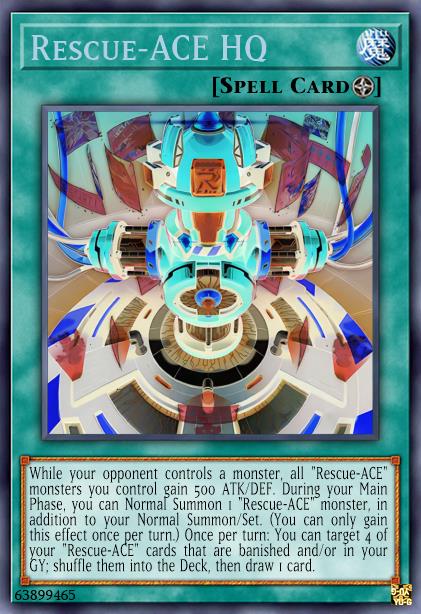 Rescue-ACE HQ
魔
[Spell Card]
R
While your opponent controls a monster, all "Rescue-ACE"
monsters you control gain 500 ATK/DEF. During your Main
Phase, you can Normal Summon 1 "Rescue-ACE" monster, in
addition to your Normal Summon/Set. (You can only gain
this effect once per turn.) Once per turn: You can target 4 of
your "Rescue-ACE" cards that are banished and/or in your
GY; shuffle them into the Deck, then draw 1 card.
63899465